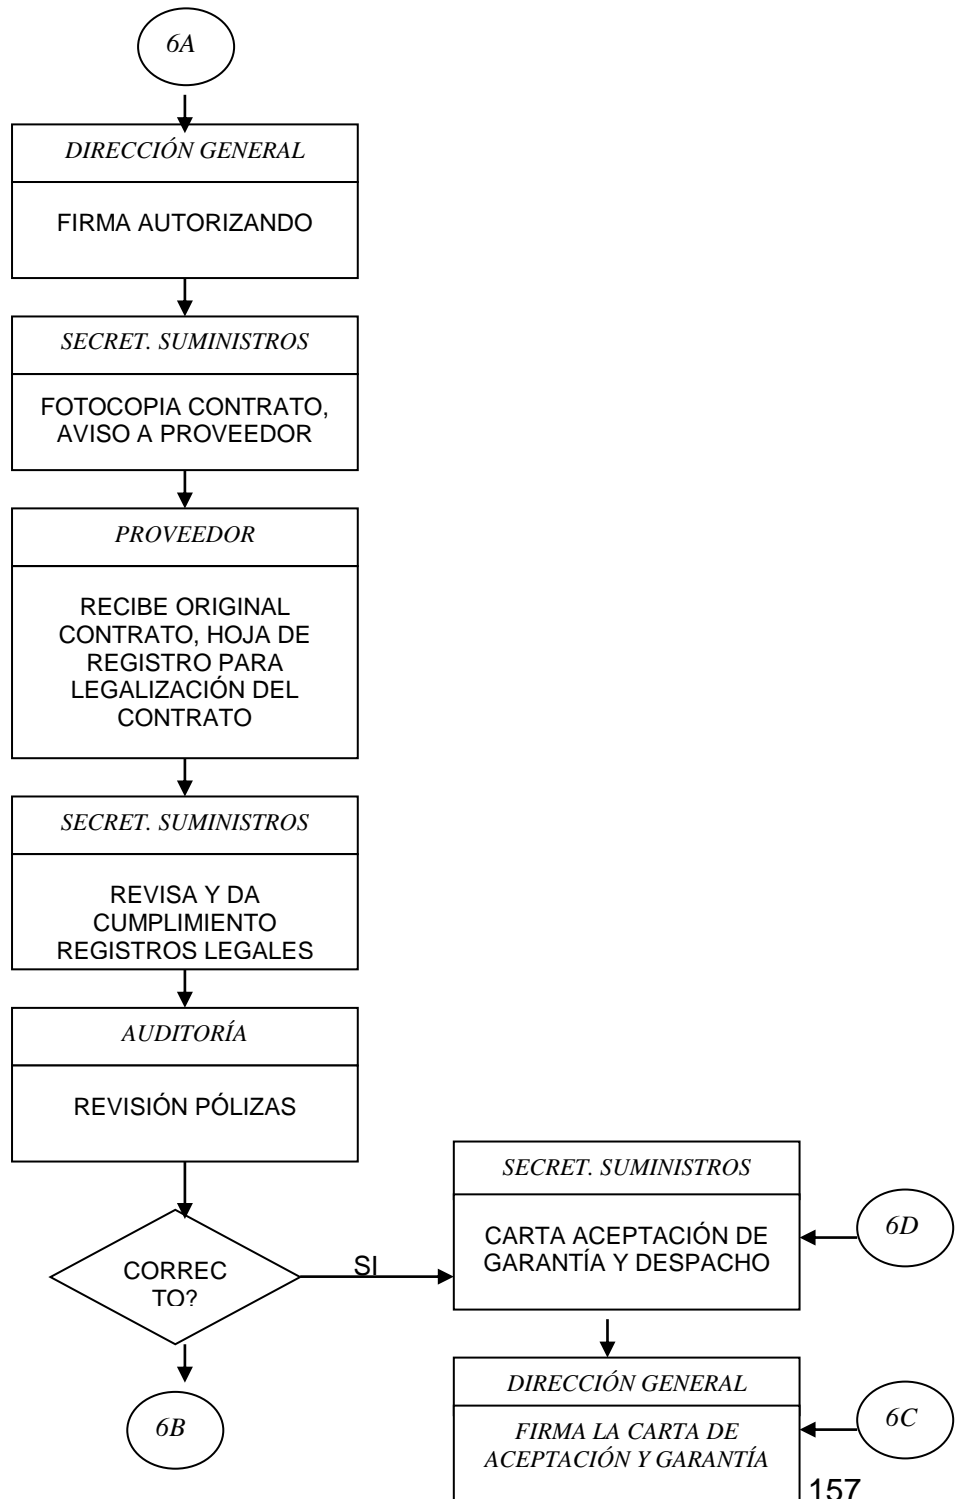 6A
DIRECCIÓN GENERAL
FIRMA AUTORIZANDO
SECRET. SUMINISTROS
FOTOCOPIA CONTRATO,
AVISO A PROVEEDOR
PROVEEDOR
RECIBE ORIGINAL
CONTRATO, HOJA DE
REGISTRO PARA
LEGALIZACIÓN DEL
CONTRATO
SECRET. SUMINISTROS
REVISA Y DA
CUMPLIMIENTO
REGISTROS LEGALES
AUDITORÍA
REVISIÓN PÓLIZAS
CORREC
TO?
SI
SECRET. SUMINISTROS
CARTA ACEPTACIÓN DE
GARANTÍA Y DESPACHO
6D
DIRECCIÓN GENERAL
FIRMA LA CARTA DE
ACEPTACIÓN Y GARANTÍA
6C
6B
157